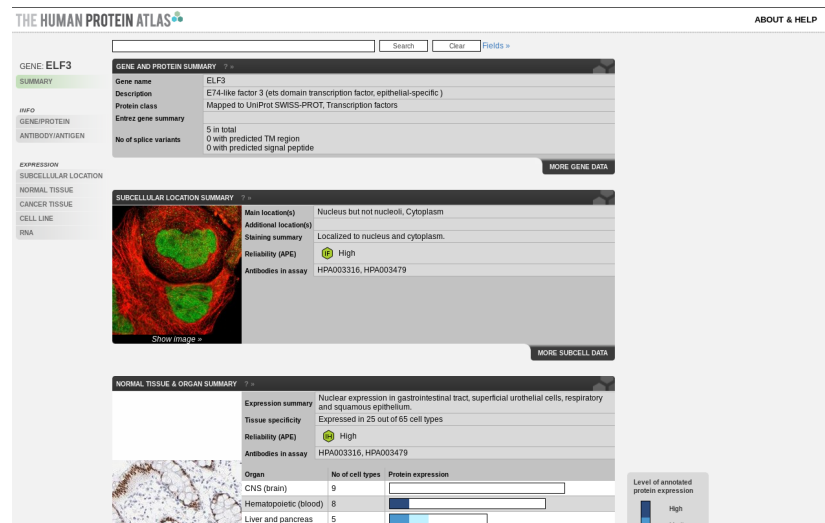 THE HUMAN PROTEIN ATLAS
ABOUT & HELP
Search Clear Fields »
GENE: ELF3
SUMMARY
INFO
GENE/PROTEIN
ANTIBODY/ANTIGEN
EXPRESSION
SUBCELLULAR LOCATION
NORMAL TISSUE
CANCER TISSUE
CELL LINE
RNA
GENE AND PROTEIN SUMMARY ? »
Gene name ELF3
Description E74-like factor 3 (ets domain transcription factor, epithelial-specific )
Protein class Mapped to UniProt SWISS-PROT, Transcription factors
Entrez gene summary
No of splice variants 5 in total
0 with predicted TM region
0 with predicted signal peptide
MORE GENE DATA
SUBCELLULAR LOCATION SUMMARY ? »
Main location(s) Nucleus but not nucleoli, Cytoplasm
Additional location(s)
Staining summary Localized to nucleus and cytoplasm.
Reliability (APE) IF High
Antibodies in assay HPA003316, HPA003479
Show image »
MORE SUBCELL DATA
NORMAL TISSUE & ORGAN SUMMARY ? »
Expression summary Nuclear expression in gastrointestinal tract, superficial urothelial cells, respiratory
and squamous epithelium.
Tissue specificity Expressed in 25 out of 65 cell types
Reliability (APE) IH High
Antibodies in assay HPA003316, HPA003479
Organ No of cell types Protein expression
CNS (brain) 9
Hematopoietic (blood) 8
Liver and pancreas 5
Level of annotated
protein expression
High